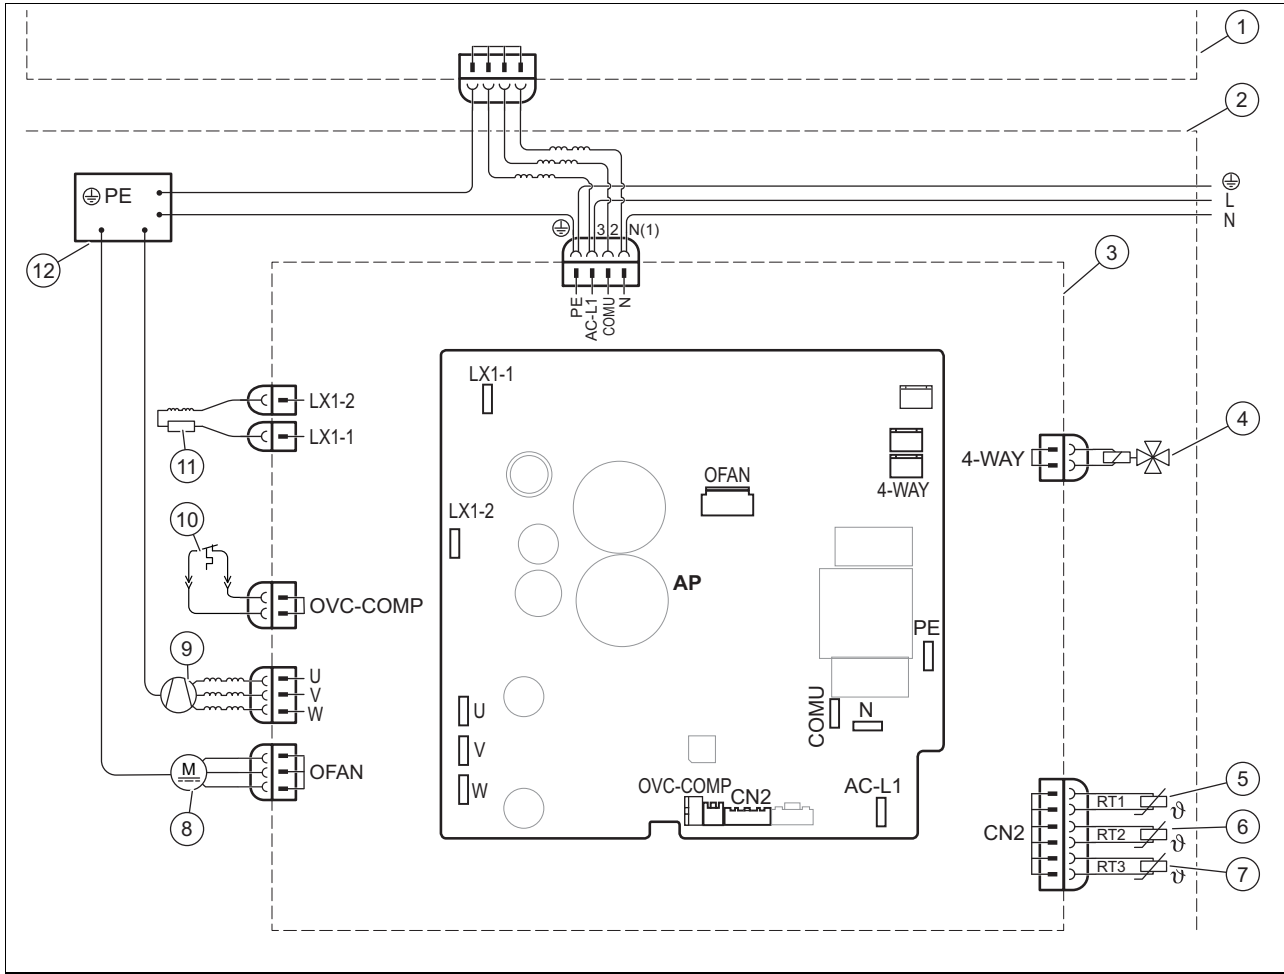 1
2
PE
L
N
3 2 N(1)
12
3
PE
AC-L1
COMU
N
LX1-1
LX1-2
LX1-1
11
4-WAY
4
OFAN
4-WAY
LX1-2
10
AP
OVC-COMP
PE
9
U
V
W
COMU
N
U
V
W
M
OFAN
8
OVC-COMP
CN2
AC-L1
CN2
RT1
ϑ
5
RT2
ϑ
6
RT3
ϑ
7